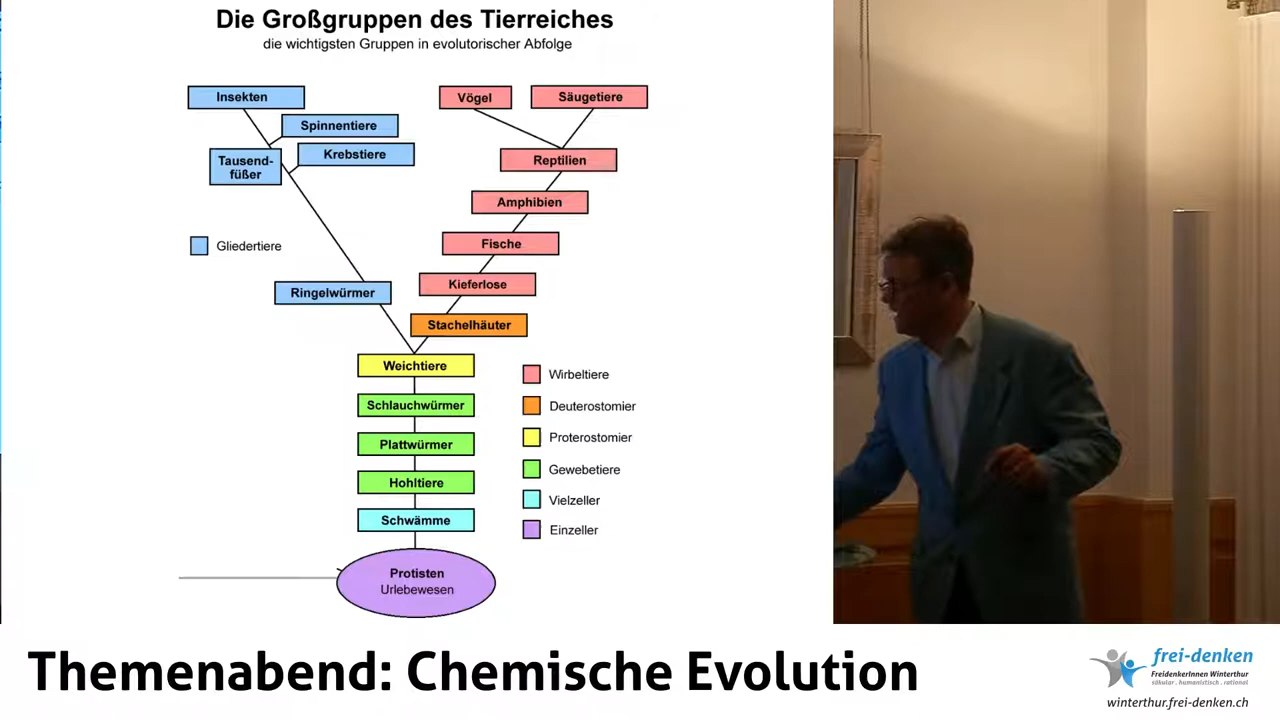 Die Großgruppen des Tierreiches
die wichtigsten Gruppen in evolutorischer Abfolge
Insekten
Vögel
Säugetiere
Spinnentiere
Krebstiere
Tausend-
füßer
Reptilien
Amphibien
Gliedertiere
Fische
Ringelwürmer
Kieferlose
Stachelhäuter
Weichtiere
Wirbeltiere
Schlauchwürmer
Deuterostomier
Plattwürmer
Proterostomier
Hohltiere
Gewebetiere
Schwämme
Vielzeller
Einzeller
Protisten
Urlebewesen
Themenabend: Chemische Evolution
frei-denken
FreidenkerInnen Winterthur
säkular . humanistisch . rational
winterthur.frei-denken.ch